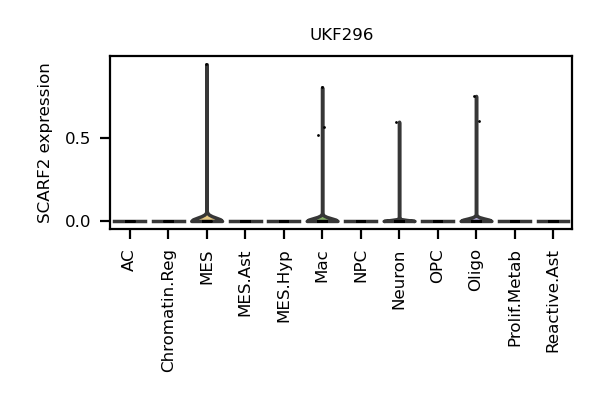 UKF296
SCARF2 expression
0.5
0.0
AC
Chromatin.Reg
MES
MES.Ast
MES.Hyp
Mac
NPC
Neuron
OPC
Oligo
Prolif.Metab
Reactive.Ast